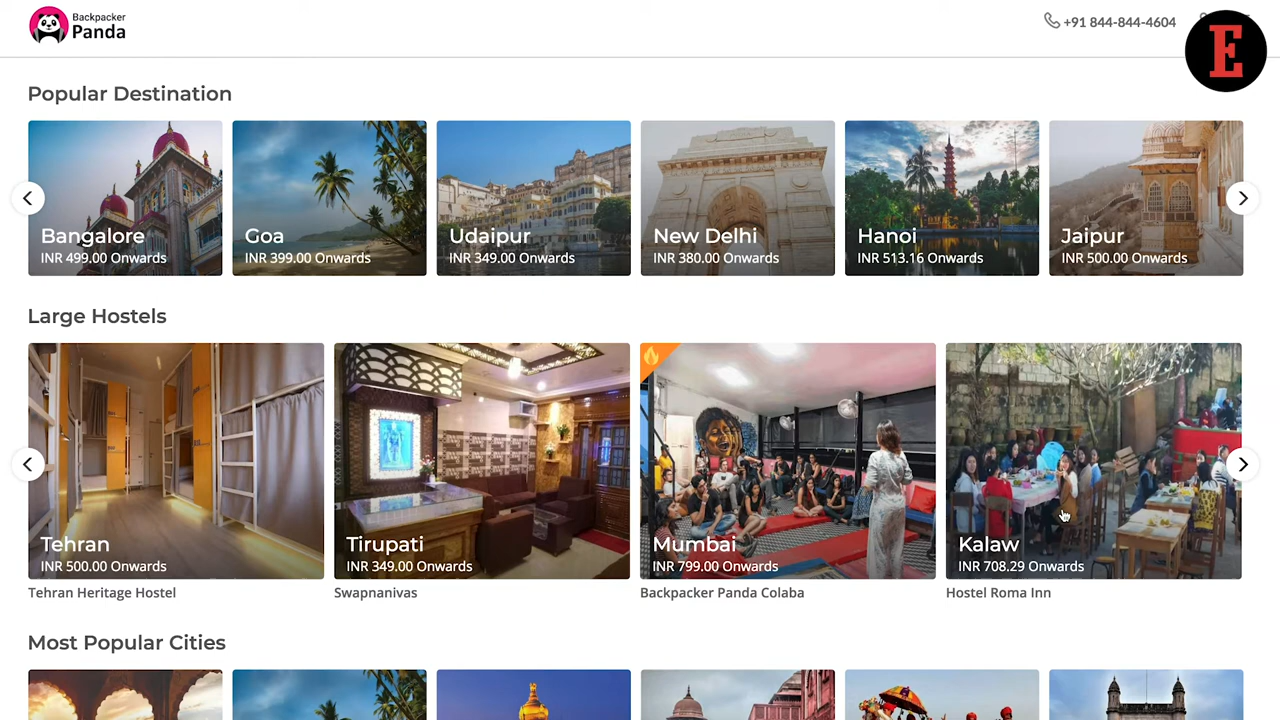 Backpacker
Panda
+91 844-844-4604
E
Popular Destination
Bangalore
INR 499.00 Onwards
Goa
INR 399.00 Onwards
Udaipur
INR 349.00 Onwards
New Delhi
INR 380.00 Onwards
Hanoi
INR 513.16 Onwards
Jaipur
INR 500.00 Onwards
Large Hostels
Tehran
INR 500.00 Onwards
Tehran Heritage Hostel
Tirupati
INR 349.00 Onwards
Swapnanivas
Mumbai
INR 799.00 Onwards
Backpacker Panda Colaba
Kalaw
INR 708.29 Onwards
Hostel Roma Inn
Most Popular Cities